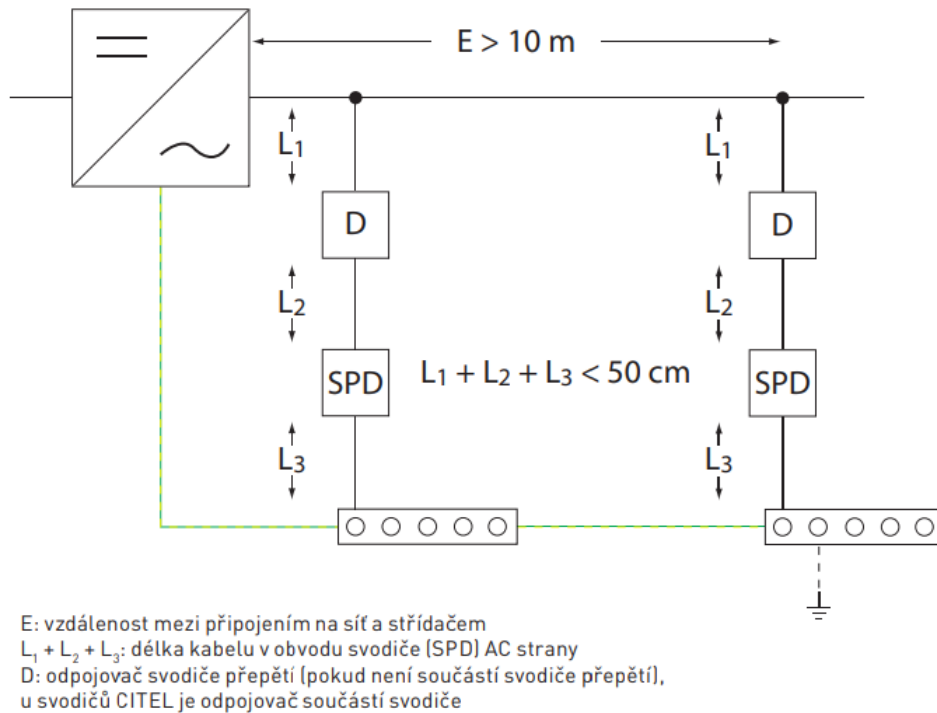 E > 10 m
L₁ L₁
D D
L₂ L₂
SPD L₁ + L₂ + L₃ < 50 cm SPD
L₃ L₃
E: vzdálenost mezi připojením na síť a střídačem
L₁ + L₂ + L₃: délka kabelu v obvodu svodiče (SPD) AC strany
D: odpojovač svodiče přepětí (pokud není součástí svodiče přepětí),
u svodičů CITEL je odpojovač součástí svodiče